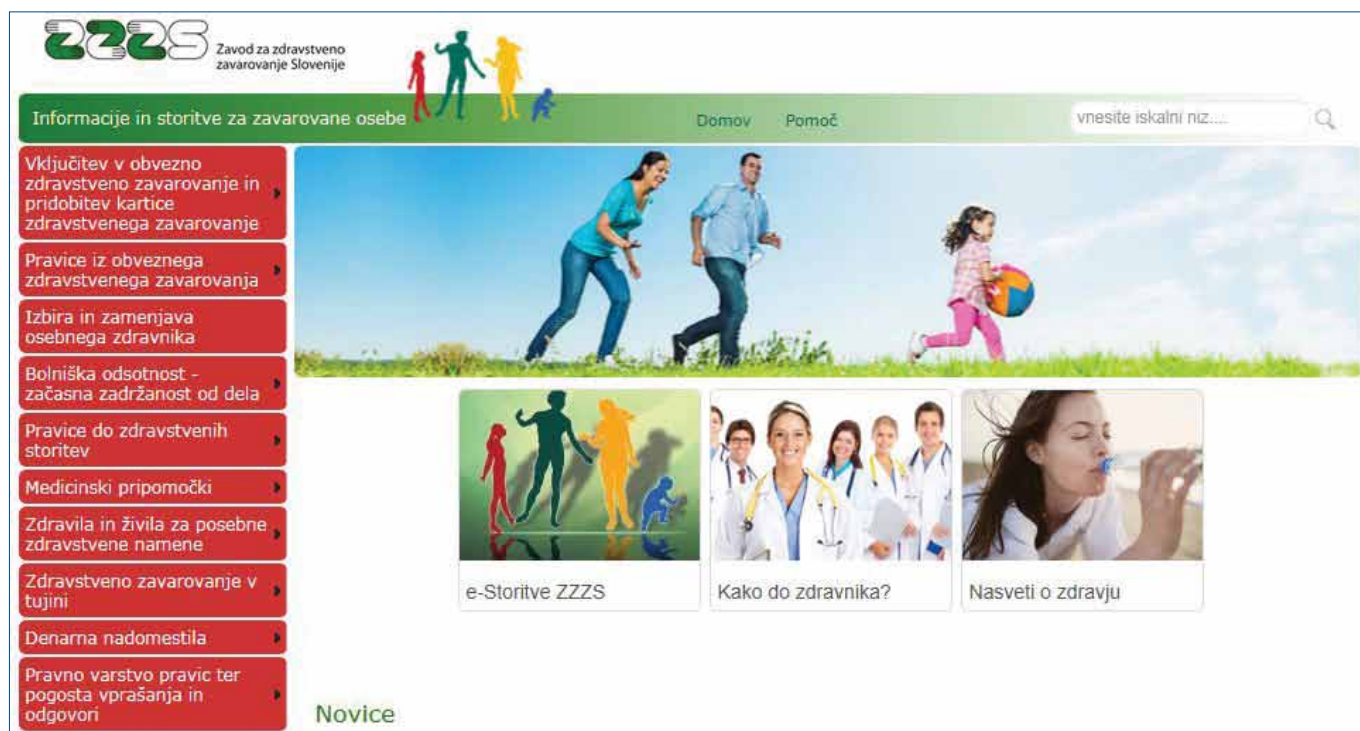 ZZZS
Zavod za zdravstveno
zavarovanje Slovenije
Informacije in storitve za zavarovane osebe
Domov
Pomoč
vnesite iskalni niz....
Vključitev v obvezno
zdravstveno zavarovanje in
pridobitev kartice
zdravstvenega zavarovanje
Pravice iz obveznega
zdravstvenega zavarovanja
Izbira in zamenjava
osebnega zdravnika
Bolniška odsotnost -
začasna zadržanost od dela
Pravice do zdravstvenih
storitev
Medicinski pripomočki
Zdravila in živila za posebne
zdravstvene namene
Zdravstveno zavarovanje v
tujini
Denarna nadomestila
Pravno varstvo pravic ter
pogosta vprašanja in
odgovori
e-Storitve ZZZS
Kako do zdravnika?
Nasveti o zdravju
Novice